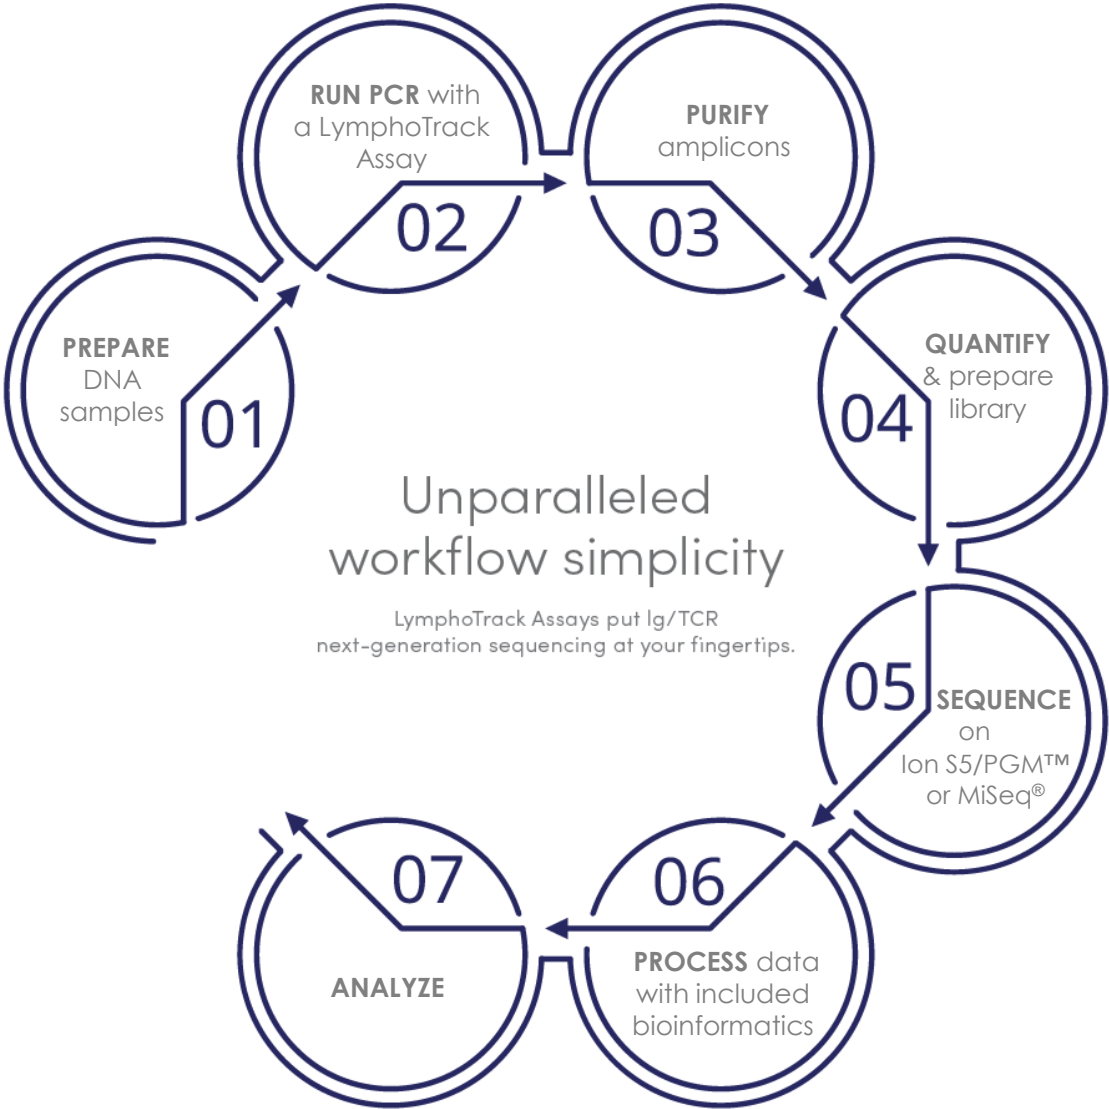 PREPARE
DNA
samples
01
RUN PCR with
a LymphoTrack
Assay
02
PURIFY
amplicons
03
QUANTIFY
& prepare
library
04
SEQUENCE
on
Ion S5/PGM™
or MiSeq®
05
PROCESS data
with included
bioinformatics
06
ANALYZE
07
Unparalleled
workflow simplicity
LymphoTrack Assays put Ig/TCR
next-generation sequencing at your fingertips.